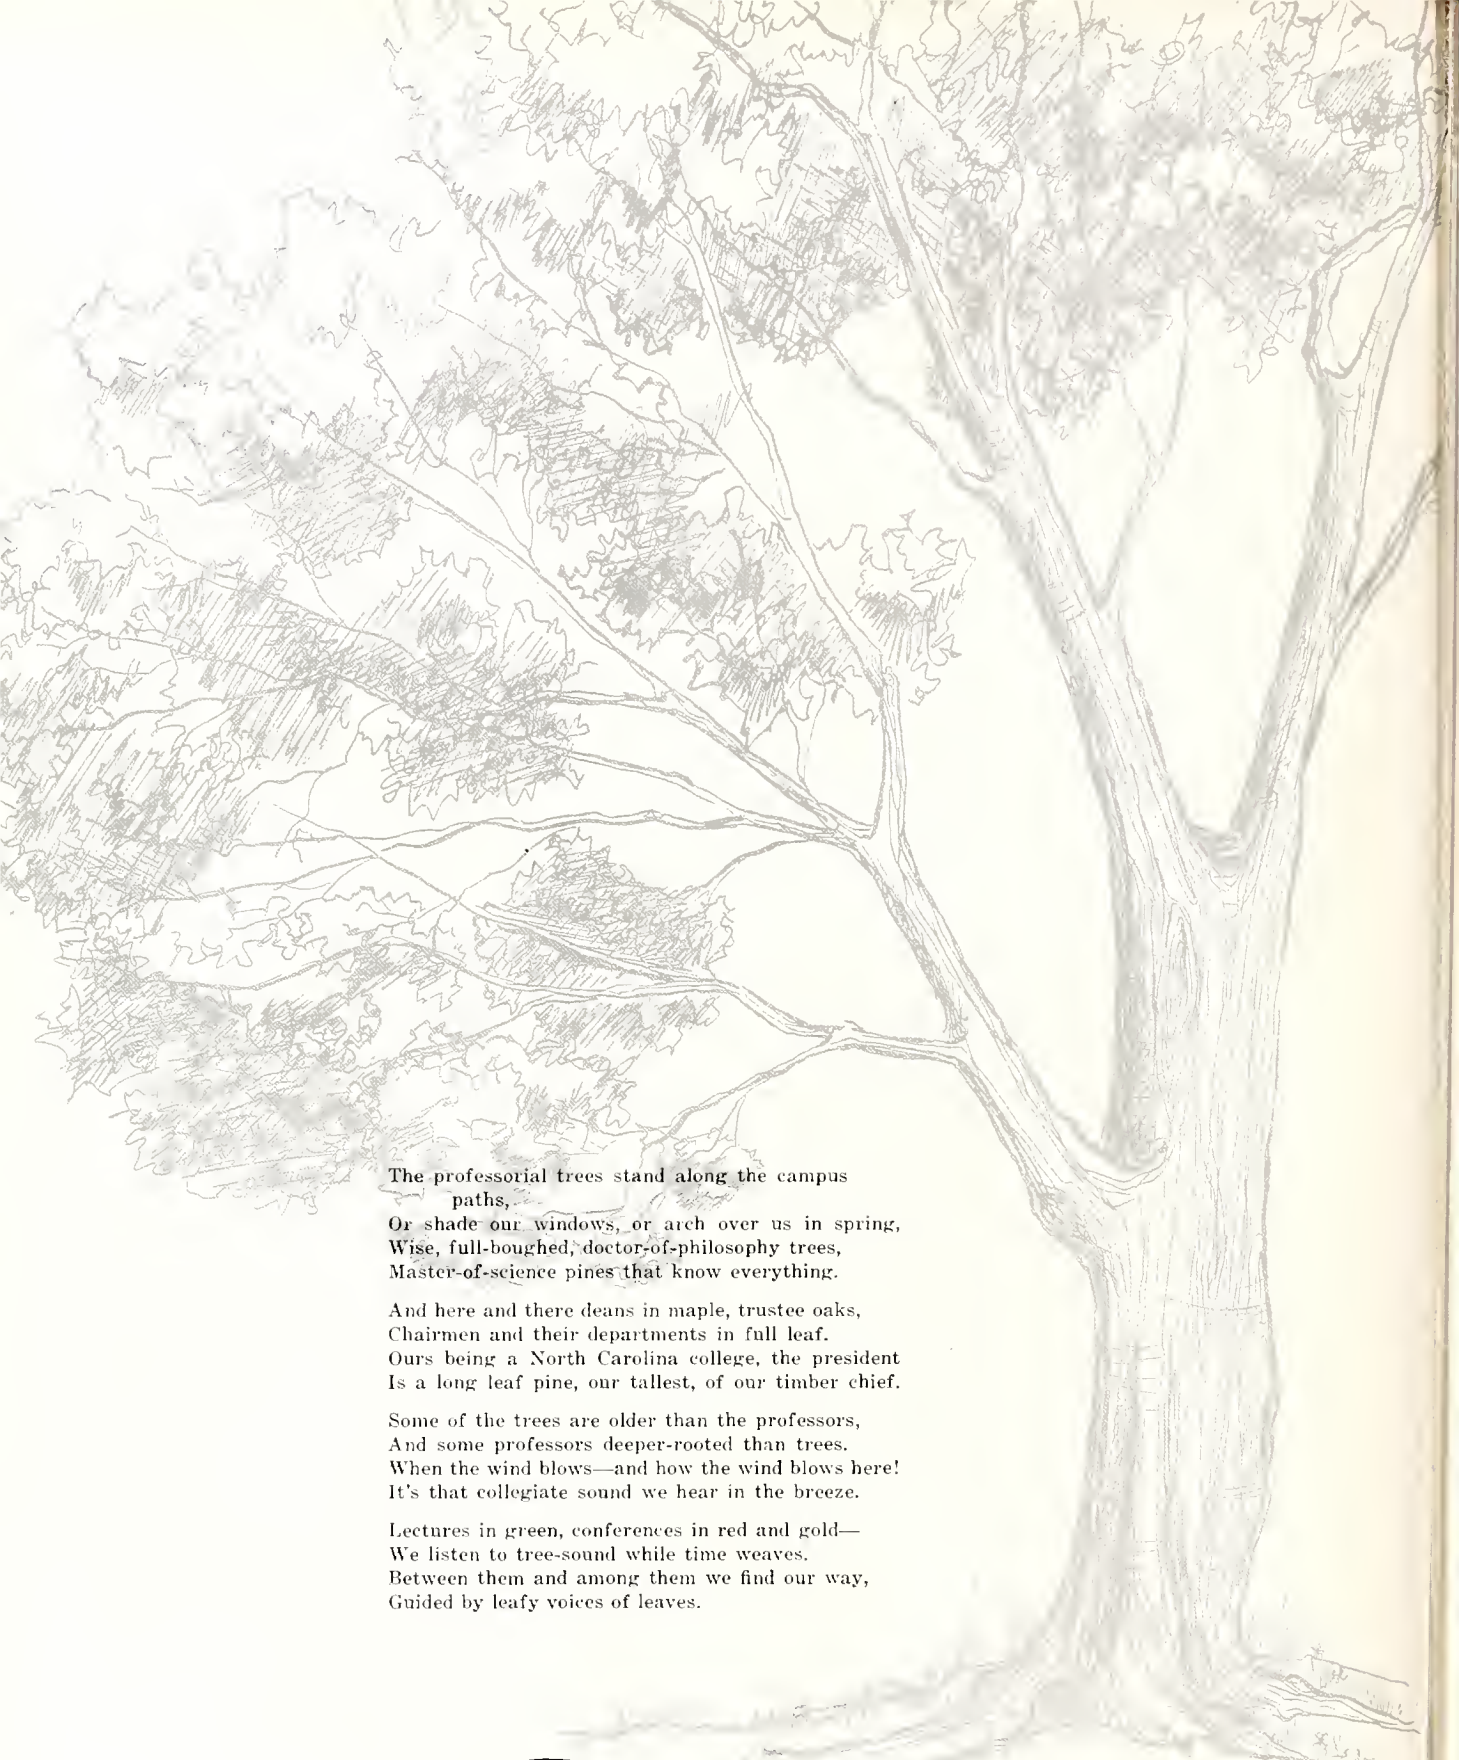 The professorial trees stand along the campus
paths,
Or shade our windows, or arch over us in spring,
Wise, full-boughed, doctor-of-philosophy trees,
Master-of-science pines that know everything.
And here and there deans in maple, trustee oaks,
Chairmen and their departments in full leaf.
Ours being a North Carolina college, the president
Is a long leaf pine, our tallest, of our timber chief.
Some of the trees are older than the professors,
And some professors deeper-rooted than trees.
When the wind blows—and how the wind blows here!
It's that collegiate sound we hear in the breeze.
Lectures in green, conferences in red and gold—
We listen to tree-sound while time weaves.
Between them and among them we find our way,
Guided by leafy voices of leaves.